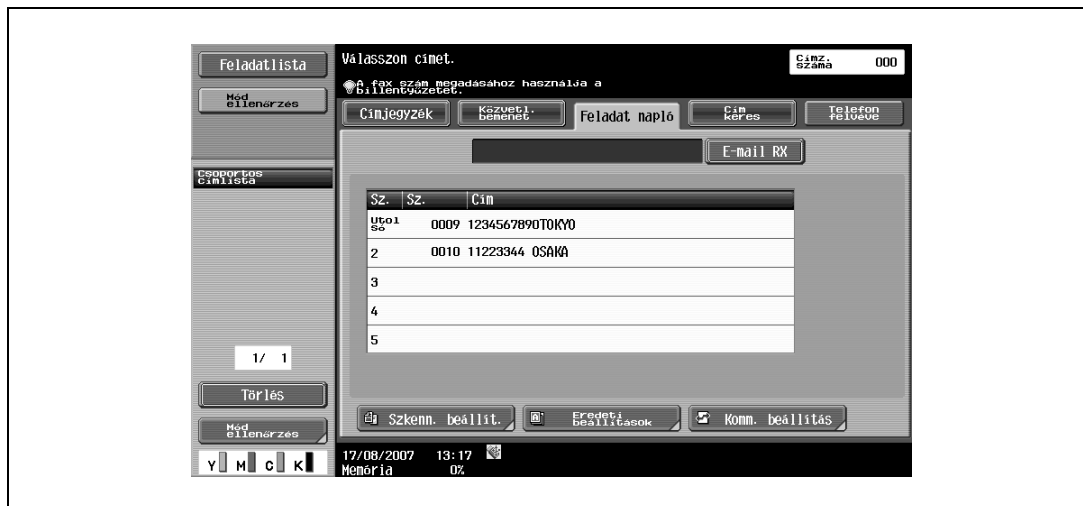 Feladatlista
Mód ellenőrzés
Válasszon címet.
A fax szám megadásához használja a billentyűzetet.
Címz. száma 000
Címjegyzék
Közvetl. bemenet
Feladat napló
Cím keres
Telefon felvéve
E-mail RX
Csoportos címlista
Sz. Sz. Cím
Utolsó 0009 1234567890TOKYO
2 0010 11223344 OSAKA
3
4
5
1/ 1
Törlés
Mód ellenőrzés
Szkenn. beállít.
Eredeti beállítások
Komm. beállítás
Y M C K
17/08/2007 13:17
Memória 0%